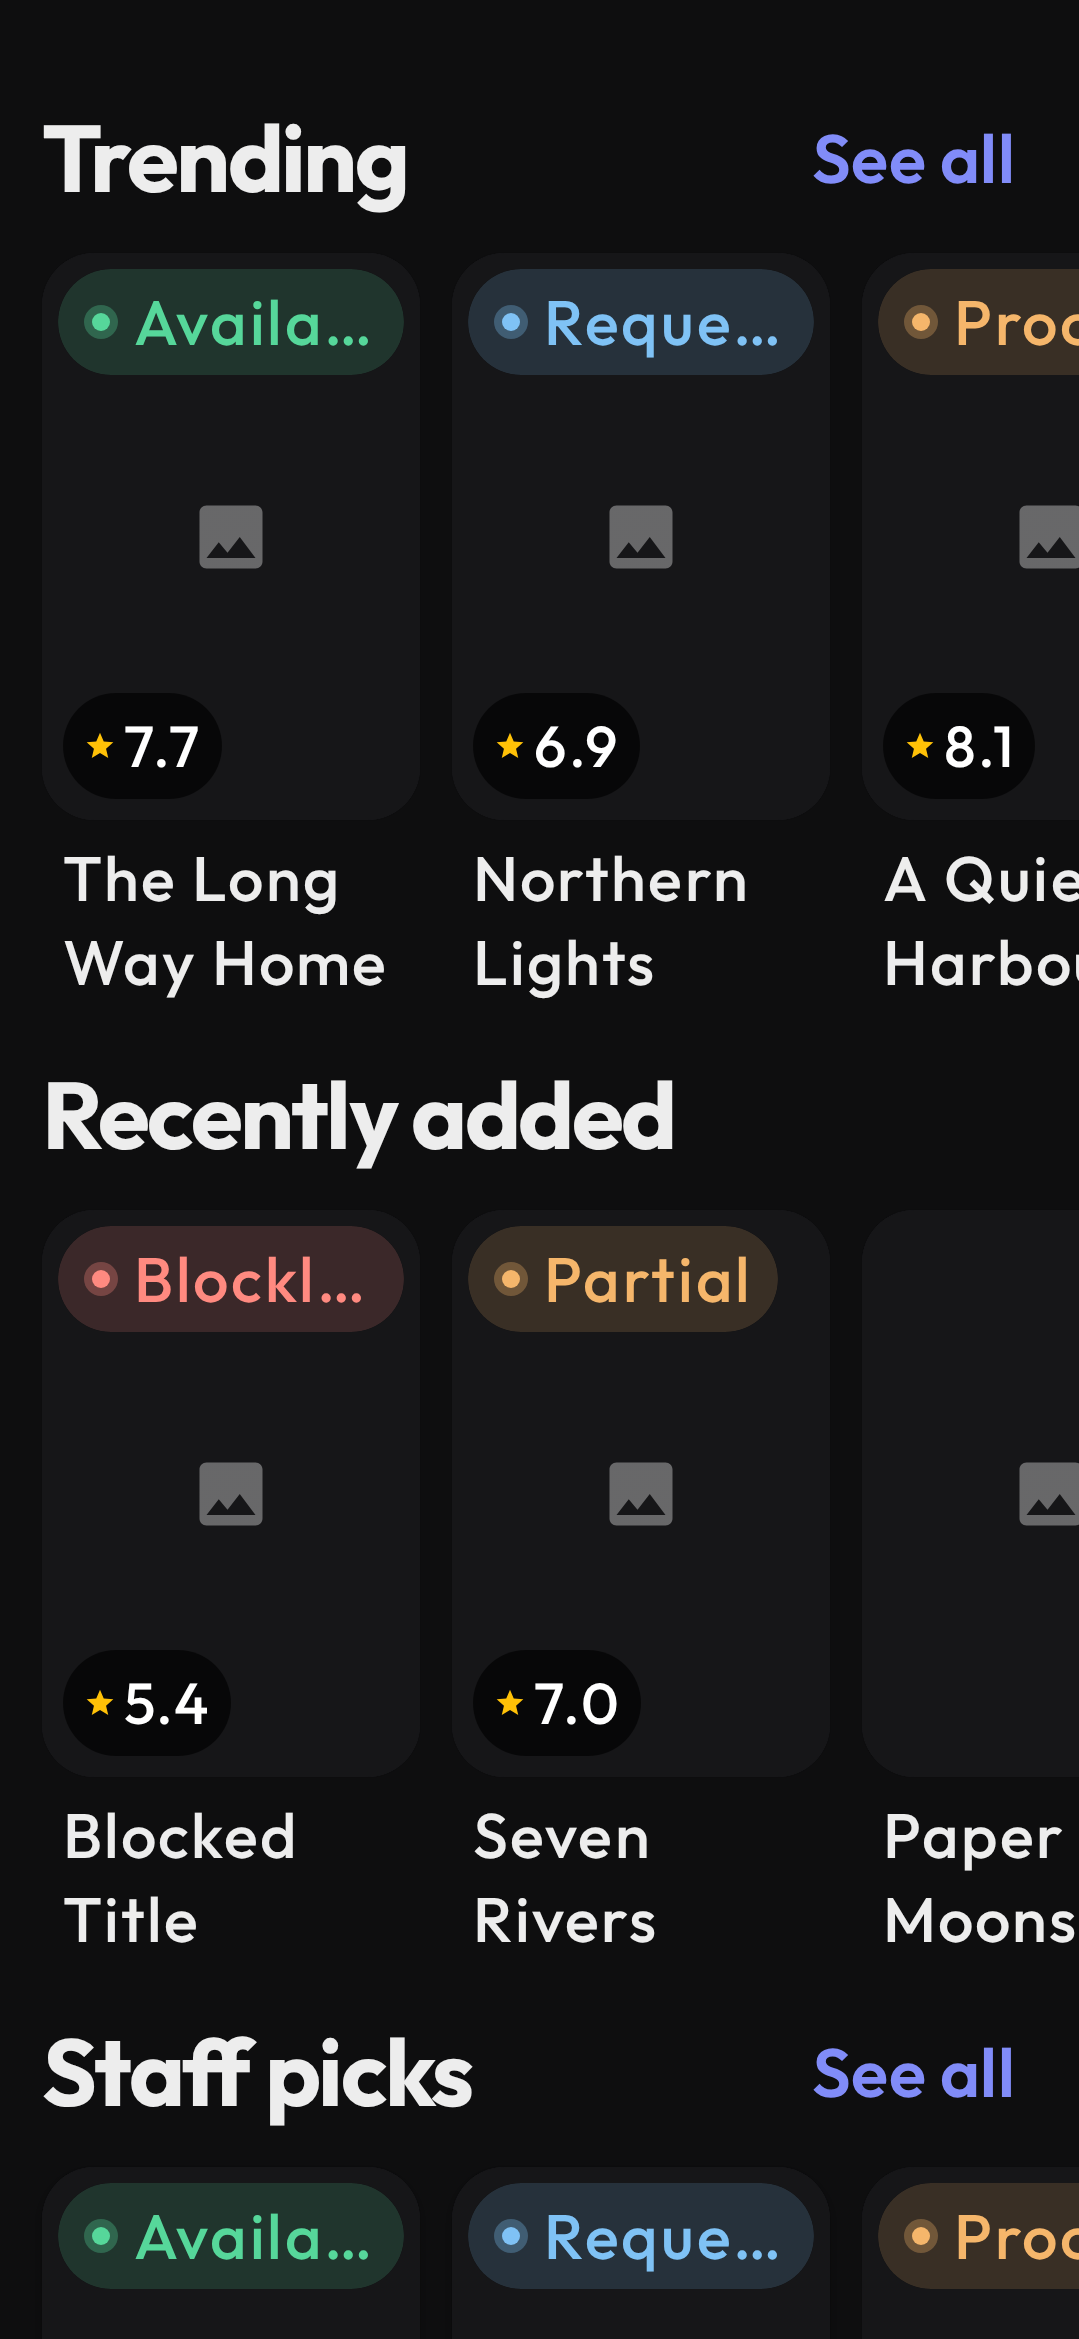 Trending
See all
Availa...
Reque...
Proc
7.7
6.9
8.1
The Long
Way Home
Northern
Lights
A Quie
Harbou
Recently added
Blockl...
Partial
5.4
7.0
Blocked
Title
Seven
Rivers
Paper
Moons
Staff picks
See all
Availa...
Reque...
Proc